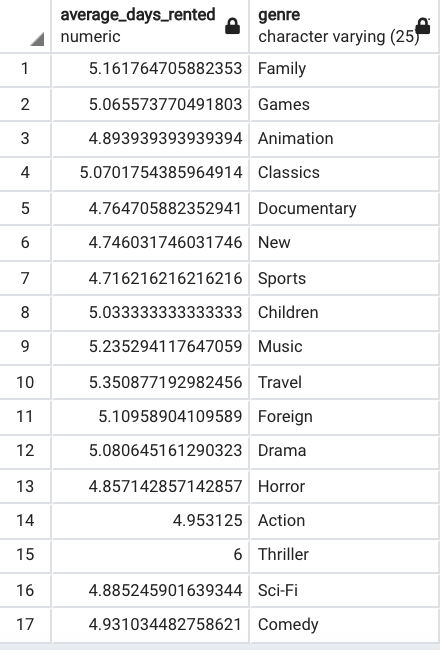 average_days_rented genre
numeric character varying (25)
1 5.161764705882353 Family
2 5.065573770491803 Games
3 4.893939393939394 Animation
4 5.0701754385964914 Classics
5 4.764705882352941 Documentary
6 4.746031746031746 New
7 4.716216216216216 Sports
8 5.033333333333333 Children
9 5.235294117647059 Music
10 5.350877192982456 Travel
11 5.10958904109589 Foreign
12 5.080645161290323 Drama
13 4.857142857142857 Horror
14 4.953125 Action
15 6 Thriller
16 4.885245901639344 Sci-Fi
17 4.931034482758621 Comedy